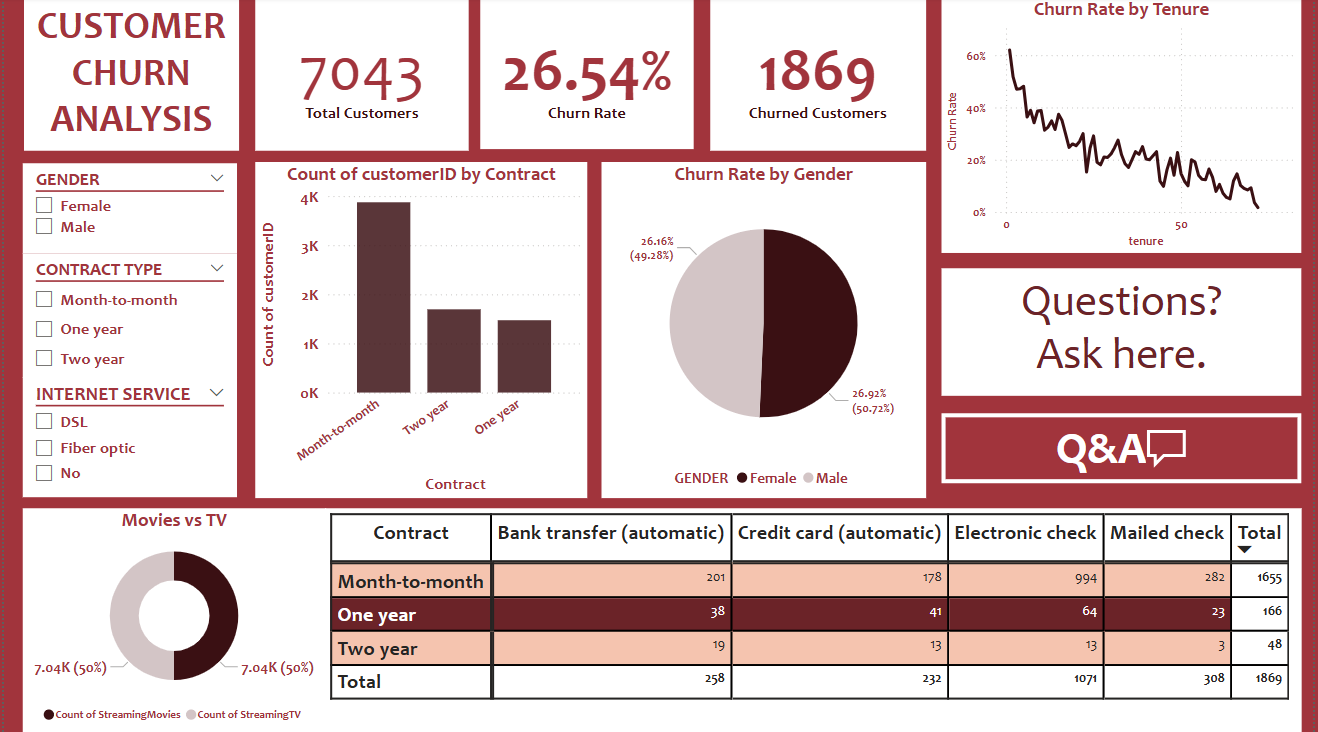 CUSTOMER
CHURN
ANALYSIS
7043
Total Customers
26.54%
Churn Rate
1869
Churned Customers
Churn Rate by Tenure
Churn Rate
60%
40%
20%
0%
0
50
tenure
GENDER
Female
Male
CONTRACT TYPE
Month-to-month
One year
Two year
INTERNET SERVICE
DSL
Fiber optic
No
Count of customerID by Contract
Count of customerID
4K
3K
2K
1K
0K
Month-to-month
Two year
One year
Contract
Churn Rate by Gender
26.16%
(49.28%)
26.92%
(50.72%)
GENDER Female Male
Questions?
Ask here.
Q&A
Movies vs TV
7.04K (50%)
7.04K (50%)
Count of StreamingMovies Count of StreamingTV
Contract Bank transfer (automatic) Credit card (automatic) Electronic check Mailed check Total
Month-to-month 201 178 994 282 1655
One year 38 41 64 23 166
Two year 19 13 13 3 48
Total 258 232 1071 308 1869